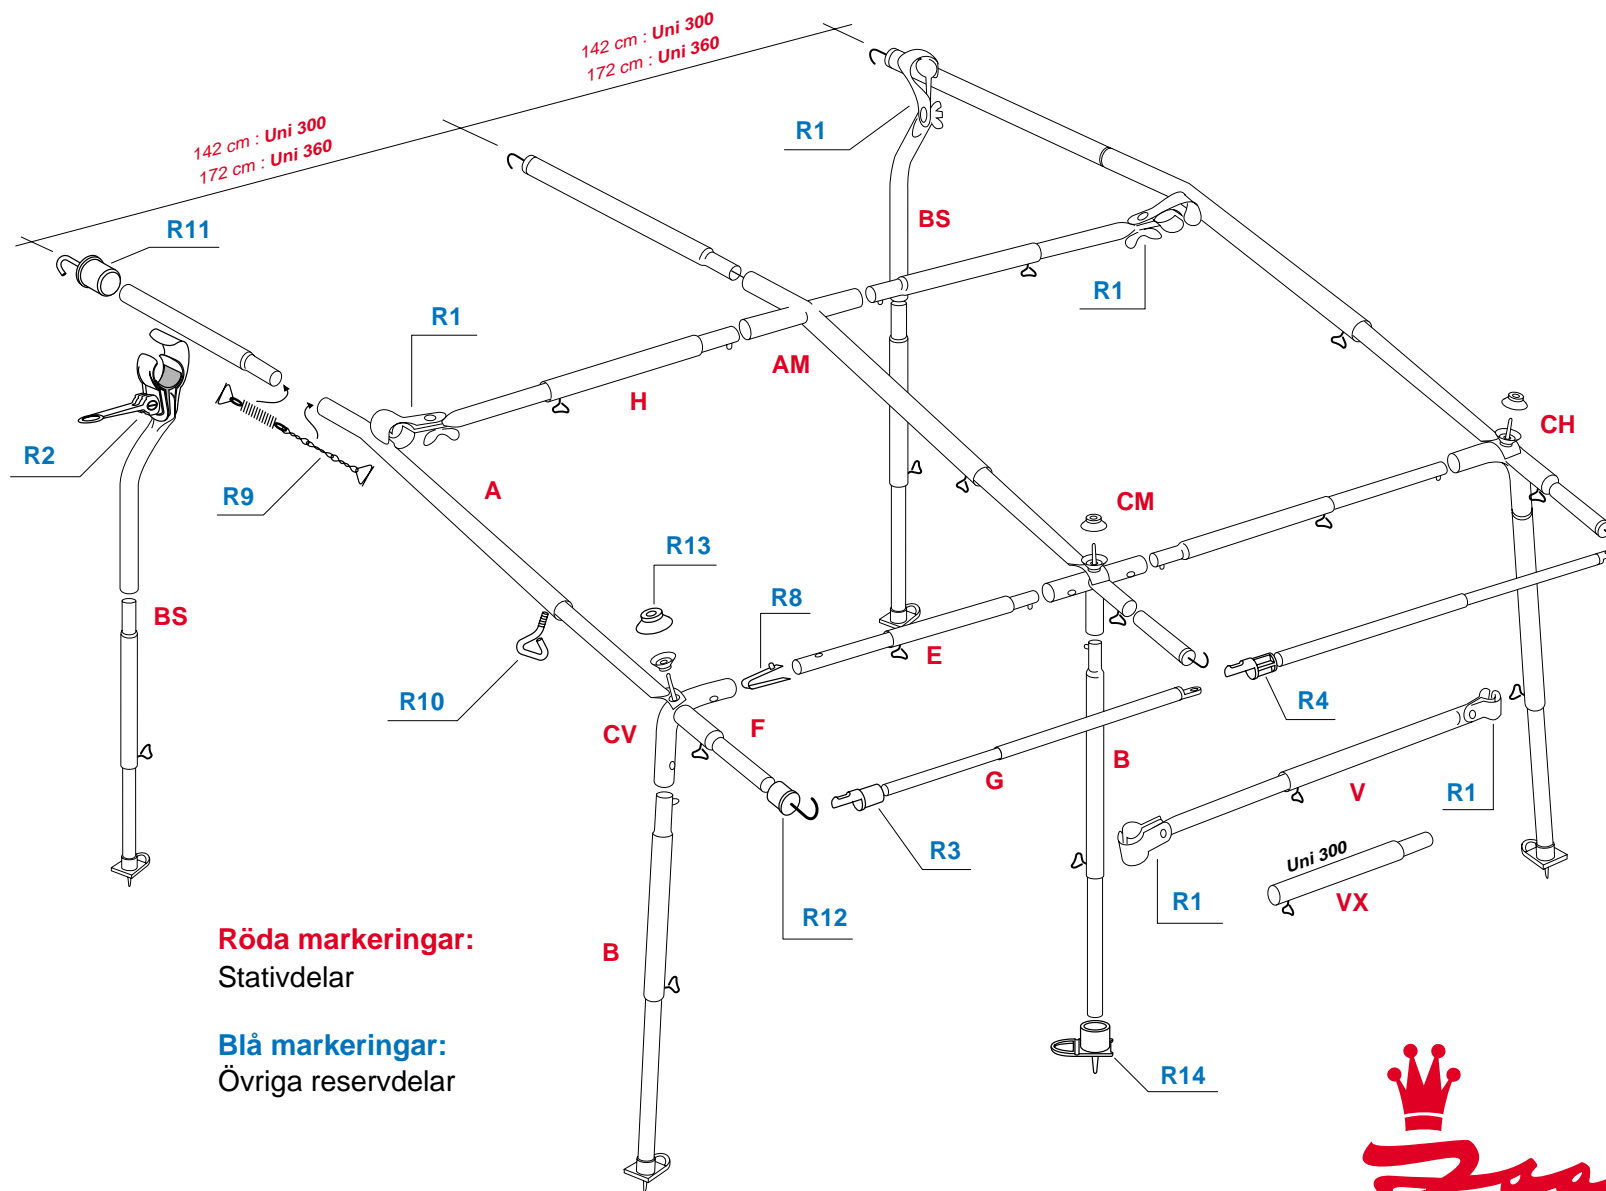 142 cm : Uni 300
172 cm : Uni 360
142 cm : Uni 300
172 cm : Uni 360
R1
R11
BS
R1
R1
AM
H
CH
R2
R9
A
CM
R13
R8
BS
E
R10
CV
F
R4
G
B
V
R1
R3
Uni 300
R1
VX
R12
B
Röda markeringar:
Stativdelar
Blå markeringar:
Övriga reservdelar
R14